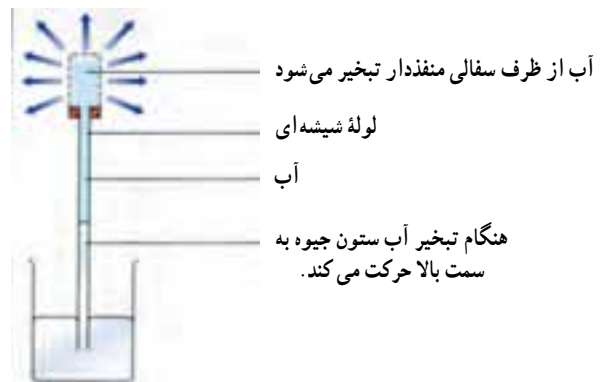 آب از ظرف سفالی منفذدار تبخیر می‌شود
لولهٔ شیشه‌ای
آب
هنگام تبخیر آب ستون جیوه به
سمت بالا حرکت می‌کند.